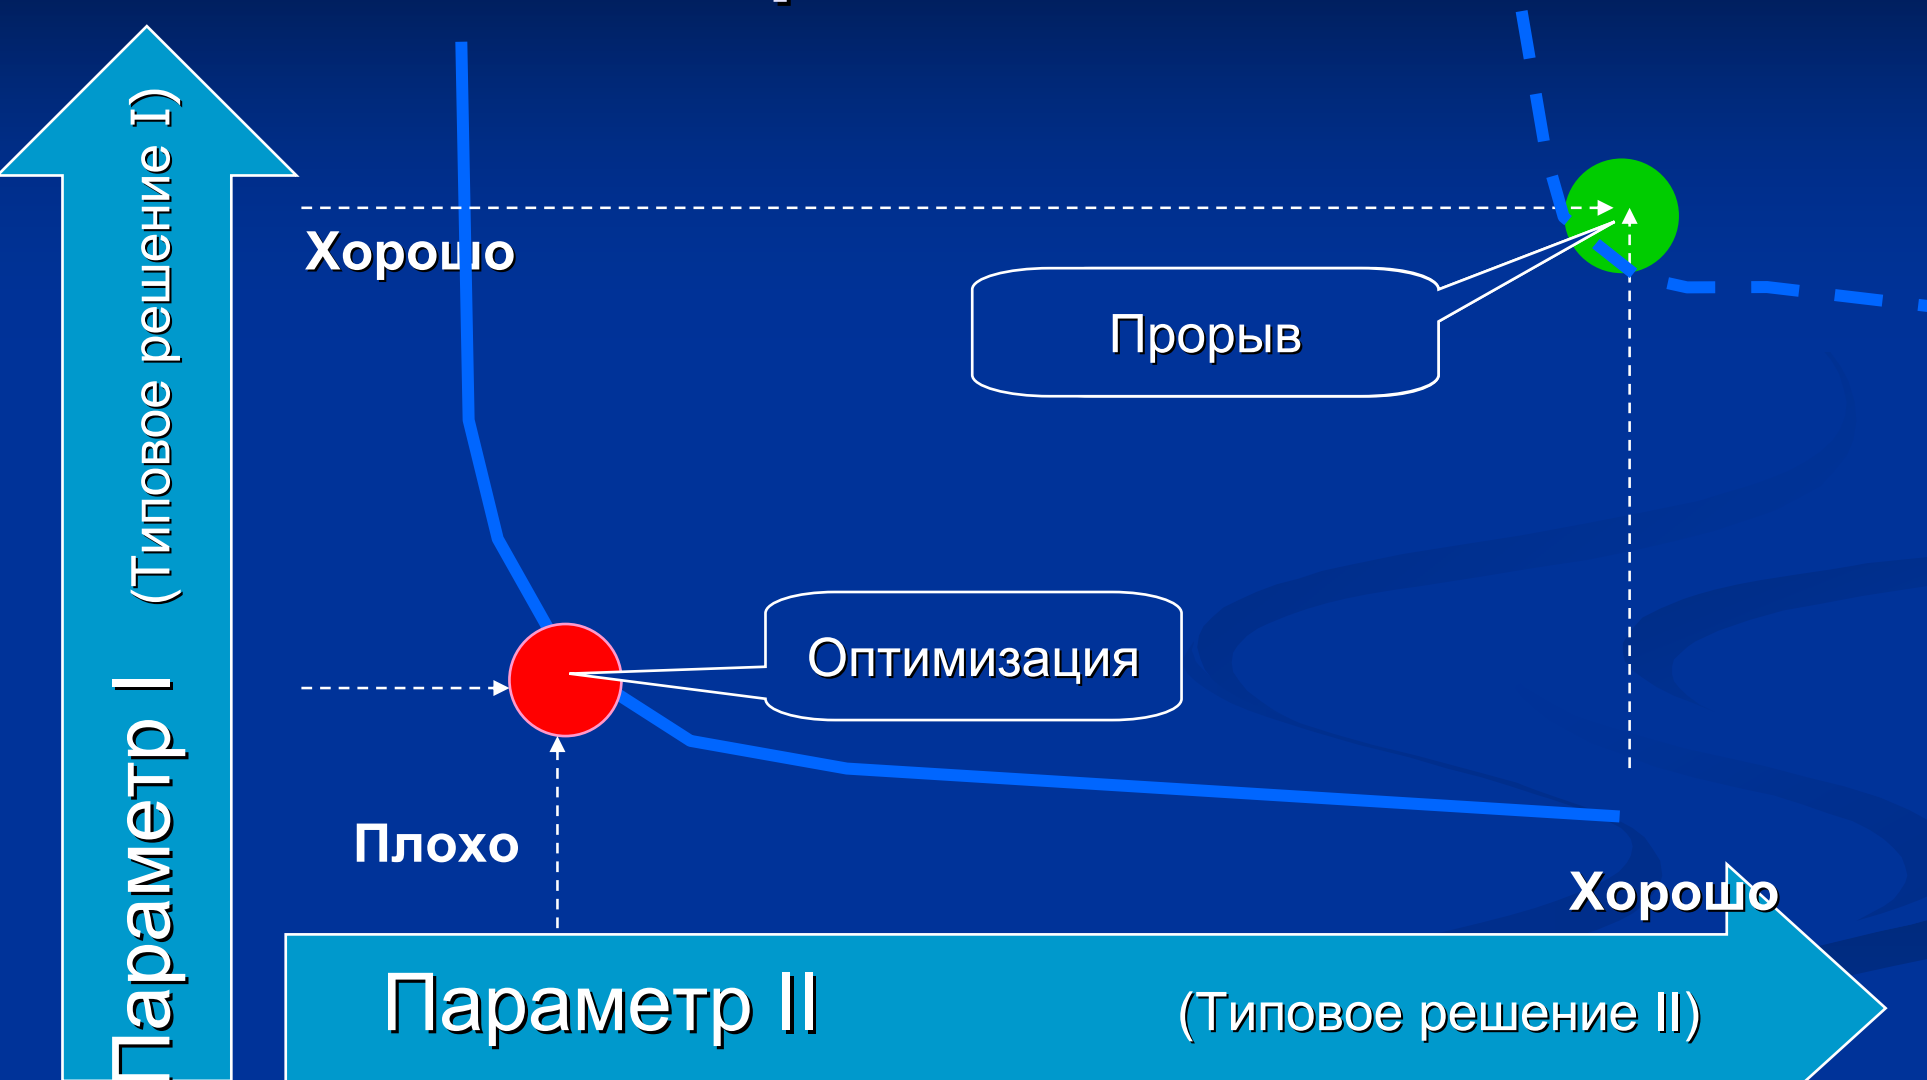 Параметр I (Типовое решение I)
Хорошо
Прорыв
Оптимизация
Плохо
Хорошо
Параметр II (Типовое решение II)